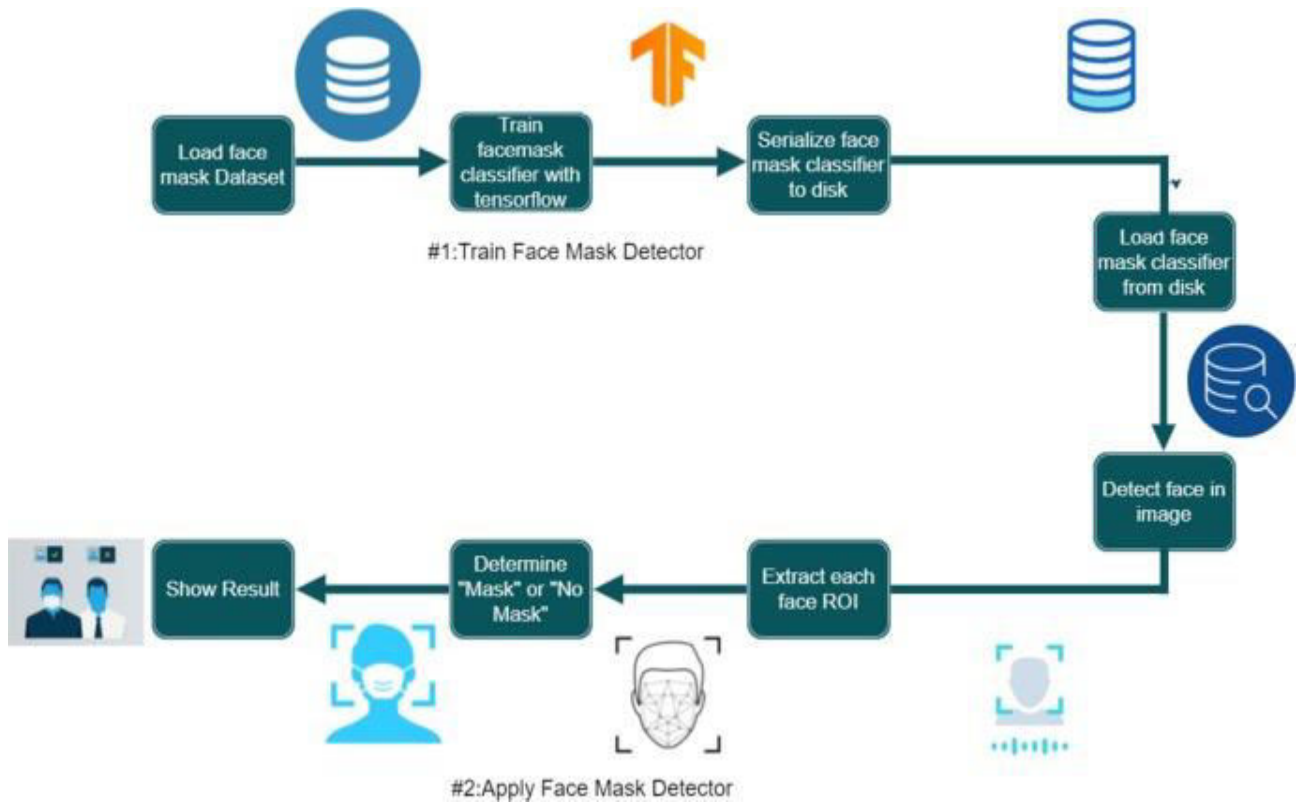 Load face
mask Dataset
Train
facemask
classifier with
tensorflow
Serialize face
mask classifier
to disk
#1:Train Face Mask Detector
Load face
mask classifier
from disk
Detect face in
image
Extract each
face ROI
Determine
"Mask" or "No
Mask"
Show Result
#2:Apply Face Mask Detector